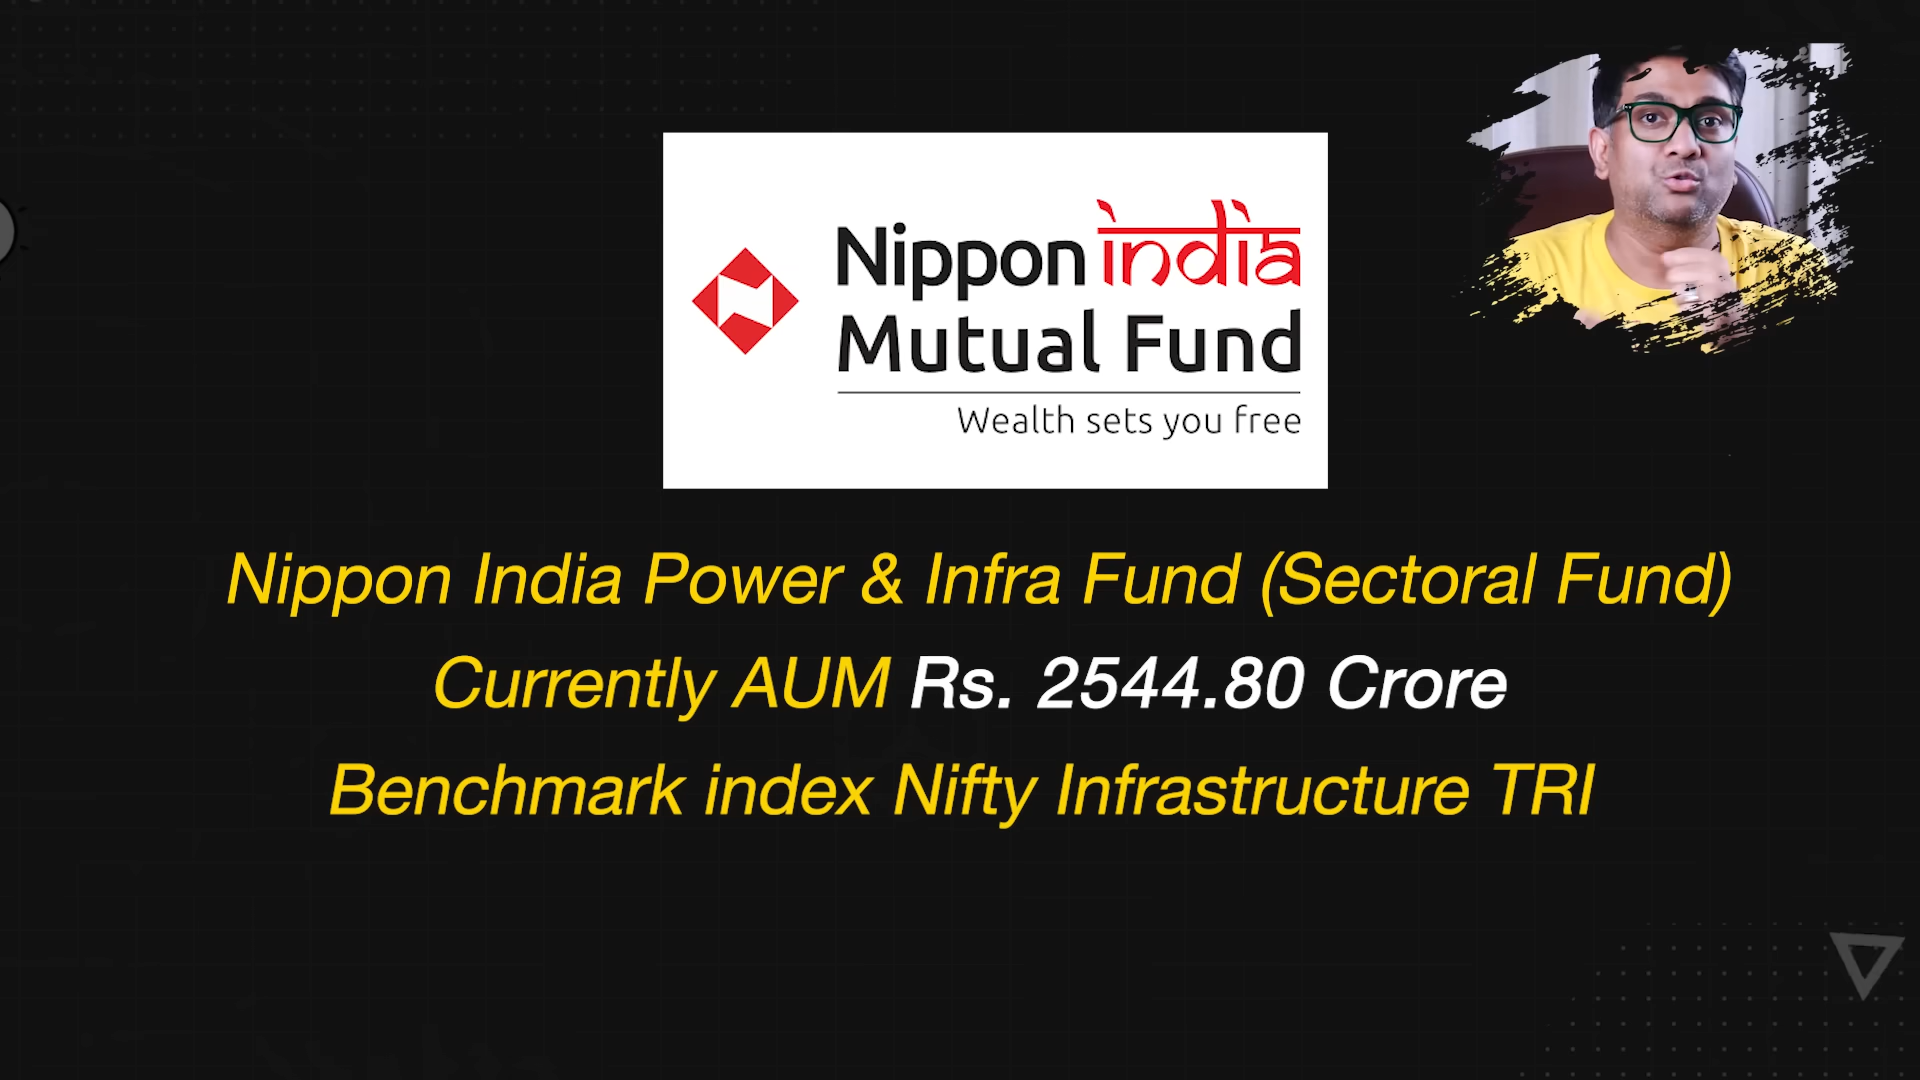 Nippon india
Mutual Fund
Wealth sets you free
Nippon India Power & Infra Fund (Sectoral Fund)
Currently AUM Rs. 2544.80 Crore
Benchmark index Nifty Infrastructure TRI